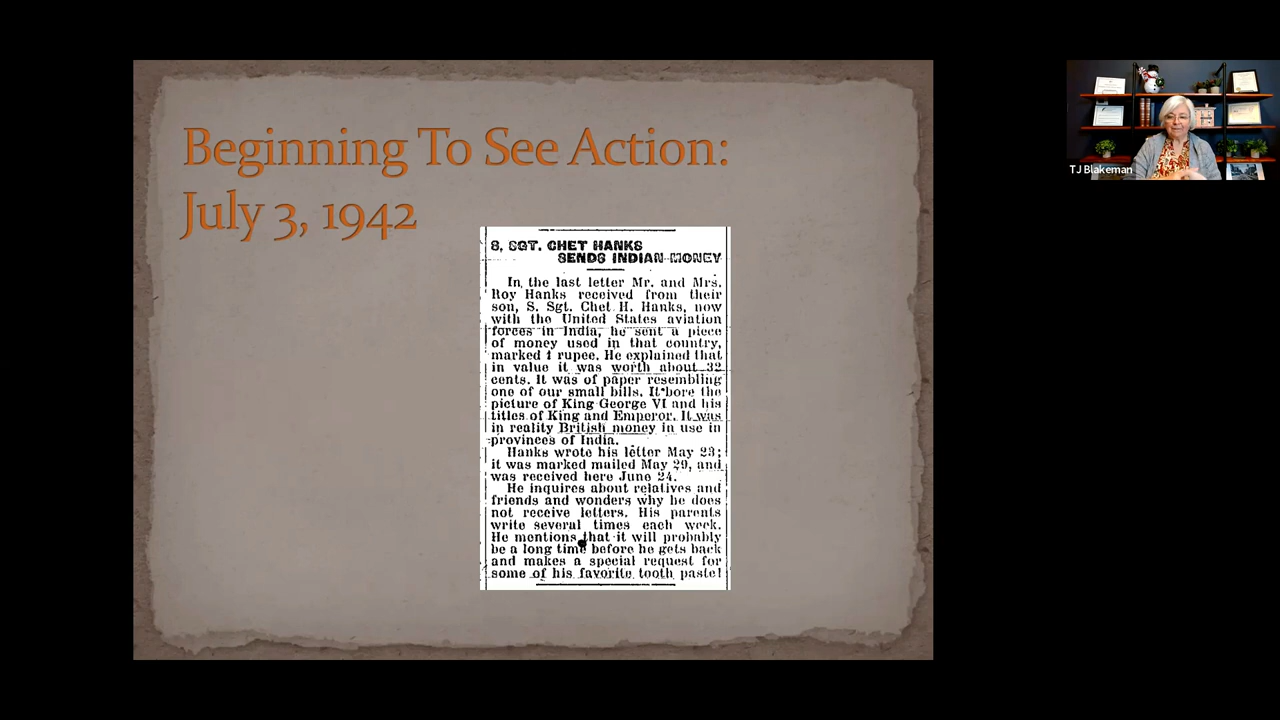 Beginning To See Action:
July 3, 1942
S. SGT. CHET HANKS
SENDS INDIAN MONEY
In the last letter Mr. and Mrs.
Roy Hanks received from their
son, S. Sgt. Chet H. Hanks, now
with the United States aviation
forces in India, he sent a piece
of money used in that country,
marked 1 rupee. He explained that
in value it was worth about 32
cents. It was of paper resembling
one of our small bills. It bore the
picture of King George VI and his
titles of King and Emperor. It was
in reality British money in use in
provinces of India.
Hanks wrote his letter May 23;
it was marked mailed May 29, and
was received here June 24.
He inquires about relatives and
friends and wonders why he does
not receive letters. His parents
write several times each week.
He mentions that it will probably
be a long time before he gets back
and makes a special request for
some of his favorite tooth paste!
TJ Blakeman